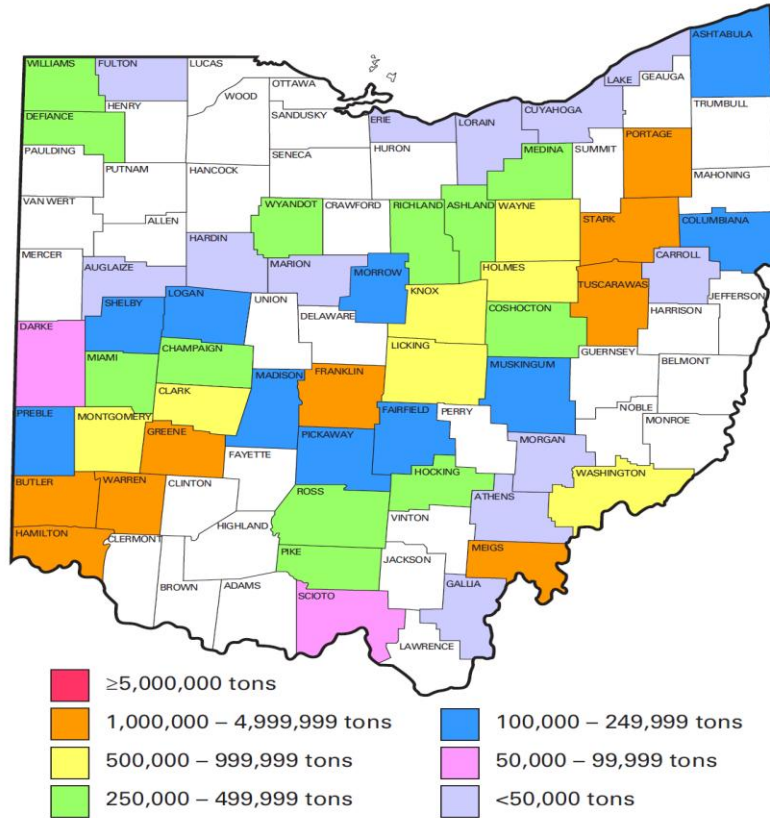 ASHTABULA
LUCAS
WILLIAMS
FULTON
LAKE
GEAUGA
OTTAWA
WOOD
HENRY
CUYAHOGA
TRUMBULL
SANDUSKY
DEFIANCE
ERIE
LORAIN
PORTAGE
PAULDING
SENECA
HURON
MEDINA
SUMMIT
PUTNAM
HANCOCK
MAHONING
VAN WERT
WYANDOT
CRAWFORD
RICHLAND
ASHLAND
WAYNE
STARK
ALLEN
COLUMBIANA
HARDIN
MERCER
AUGLAIZE
MARION
CARROLL
MORROW
HOLMES
TUSCARAWAS
LOGAN
KNOX
SHELBY
UNION
JEFFERSON
DELAWARE
COSHOCTON
HARRISON
DARKE
LICKING
CHAMPAIGN
GUERNSEY
MIAMI
BELMONT
MADISON
FRANKLIN
MUSKINGUM
CLARK
PREBLE
MONTGOMERY
FAIRFIELD
PERRY
NOBLE
MONROE
GREENE
PICKAWAY
MORGAN
FAYETTE
WASHINGTON
HOCKING
BUTLER
WARREN
CLINTON
ROSS
ATHENS
VINTON
HIGHLAND
HAMILTON
CLERMONT
MEIGS
PIKE
JACKSON
BROWN
ADAMS
GALLIA
SCIOTO
LAWRENCE
≥5,000,000 tons
1,000,000 – 4,999,999 tons
500,000 – 999,999 tons
250,000 – 499,999 tons
100,000 – 249,999 tons
50,000 – 99,999 tons
<50,000 tons